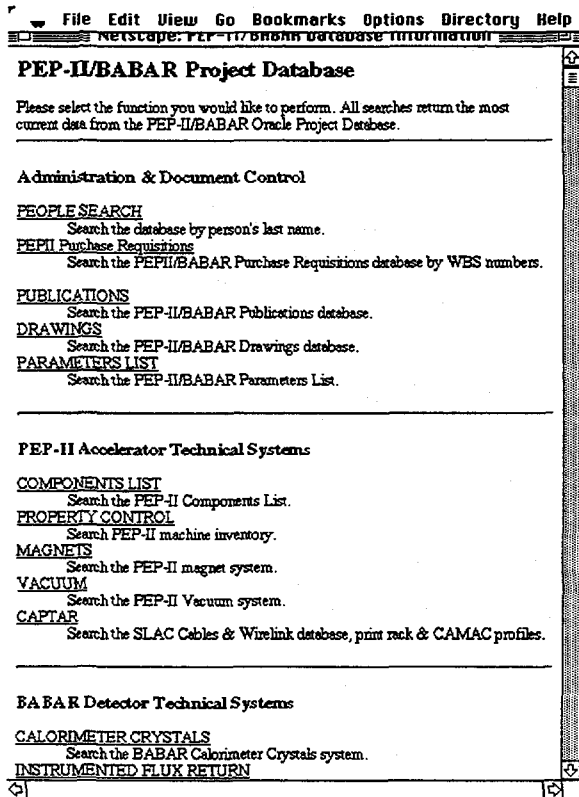 File Edit View Go Bookmarks Options Directory Help
Netscape: PEP-II/BABAR Database Information
PEP-II/BABAR Project Database
Please select the function you would like to perform. All searches return the most
current data from the PEP-II/BABAR Oracle Project Database.
Administration & Document Control
PEOPLE SEARCH
Search the database by person's last name.
PEPII Purchase Requisitions
Search the PEPII/BABAR Purchase Requisitions database by WBS numbers.
PUBLICATIONS
Search the PEP-II/BABAR Publications database.
DRAWINGS
Search the PEP-II/BABAR Drawings database.
PARAMETERS LIST
Search the PEP-II/BABAR Parameters List.
PEP-II Accelerator Technical Systems
COMPONENTS LIST
Search the PEP-II Components List.
PROPERTY CONTROL
Search PEP-II machine inventory.
MAGNETS
Search the PEP-II magnet system.
VACUUM
Search the PEP-II Vacuum system.
CAPTAR
Search the SLAC Cables & Wirelink database, print rack & CAMAC profiles.
BABAR Detector Technical Systems
CALORIMETER CRYSTALS
Search the BABAR Calorimeter Crystals system.
INSTRUMENTED FLUX RETURN